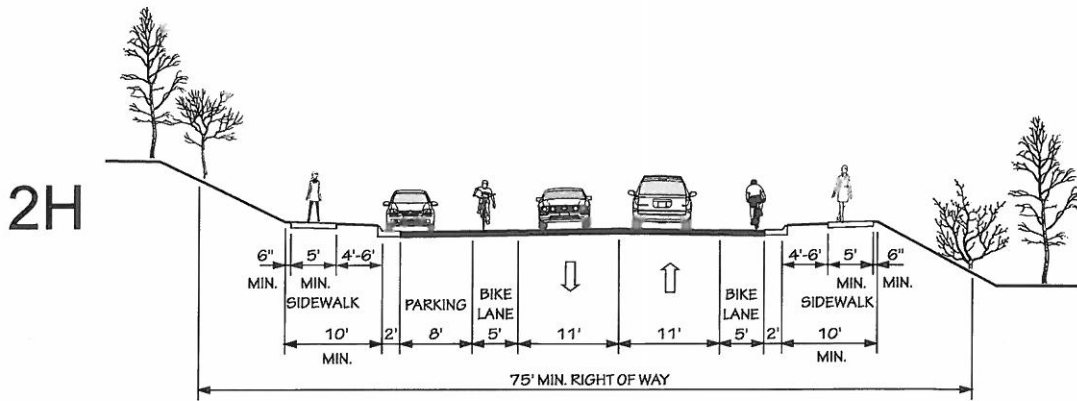 2H
6" 5' 4'-6' 4'-6' 5' 6"
MIN. MIN. MIN. MIN.
SIDEWALK PARKING BIKE BIKE SIDEWALK
LANE LANE
10' 2' 8' 5' 11' 11' 5' 2' 10'
MIN. MIN.
75' MIN. RIGHT OF WAY